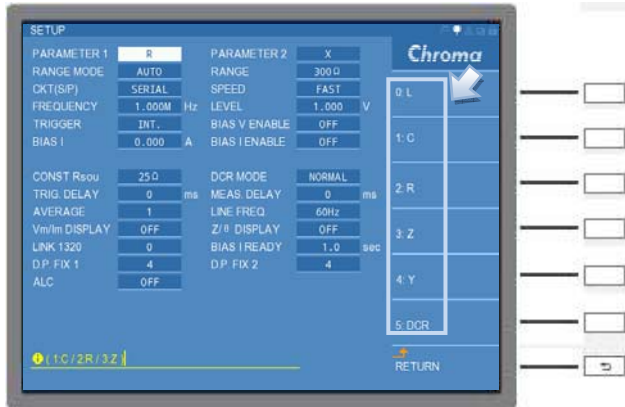 SETUP
Chroma
PARAMETER 1 R PARAMETER 2 X
RANGE MODE AUTO RANGE 300 Ω
CKT(S/P) SERIAL SPEED FAST
FREQUENCY 1.000M Hz LEVEL 1.000 V
TRIGGER INT. BIAS V ENABLE OFF
BIAS I 0.000 A BIAS I ENABLE OFF
CONST Rsou 25 Ω DCR MODE NORMAL
TRIG. DELAY 0 ms MEAS. DELAY 0 ms
AVERAGE 1 LINE FREQ 60Hz
Vm/Im DISPLAY OFF Z/θ DISPLAY OFF
LINK 1320 0 BIAS I READY 1.0 sec
D.P. FIX 1 4 D.P. FIX 2 4
ALC OFF
0: L
1: C
2: R
3: Z
4: Y
5: DCR
RETURN
( 1:C / 2:R / 3:Z )